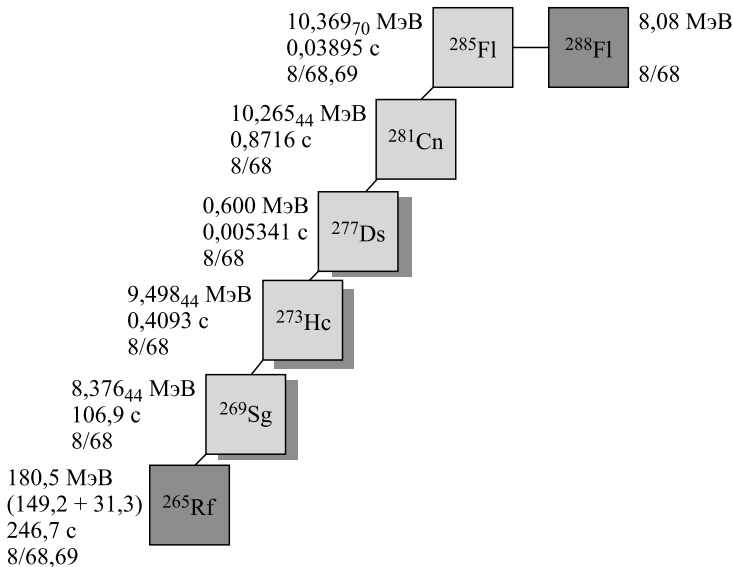 10,369₇₀ МэВ
0,03895 с
8/68,69
²⁸⁵Fl
²⁸⁸Fl
8,08 МэВ
8/68
10,265₄₄ МэВ
0,8716 с
8/68
²⁸¹Cn
0,600 МэВ
0,005341 с
8/68
²⁷⁷Ds
9,498₄₄ МэВ
0,4093 с
8/68
²⁷³Hc
8,376₄₄ МэВ
106,9 с
8/68
²⁶⁹Sg
180,5 МэВ
(149,2 + 31,3)
246,7 с
8/68,69
²⁶⁵Rf